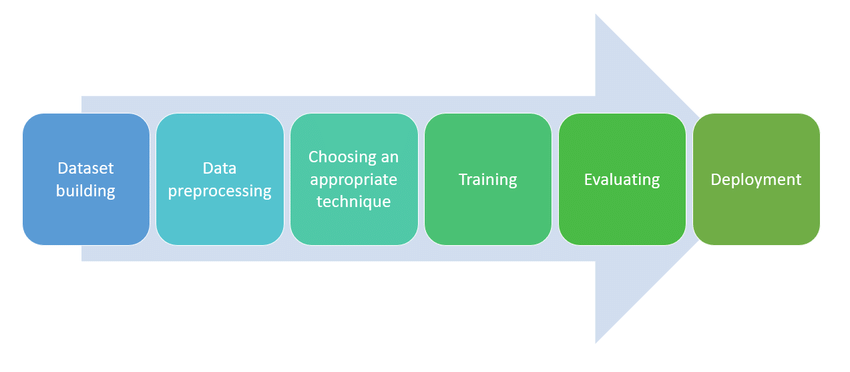 Dataset
building
Data
preprocessing
Choosing an
appropriate
technique
Training
Evaluating
Deployment